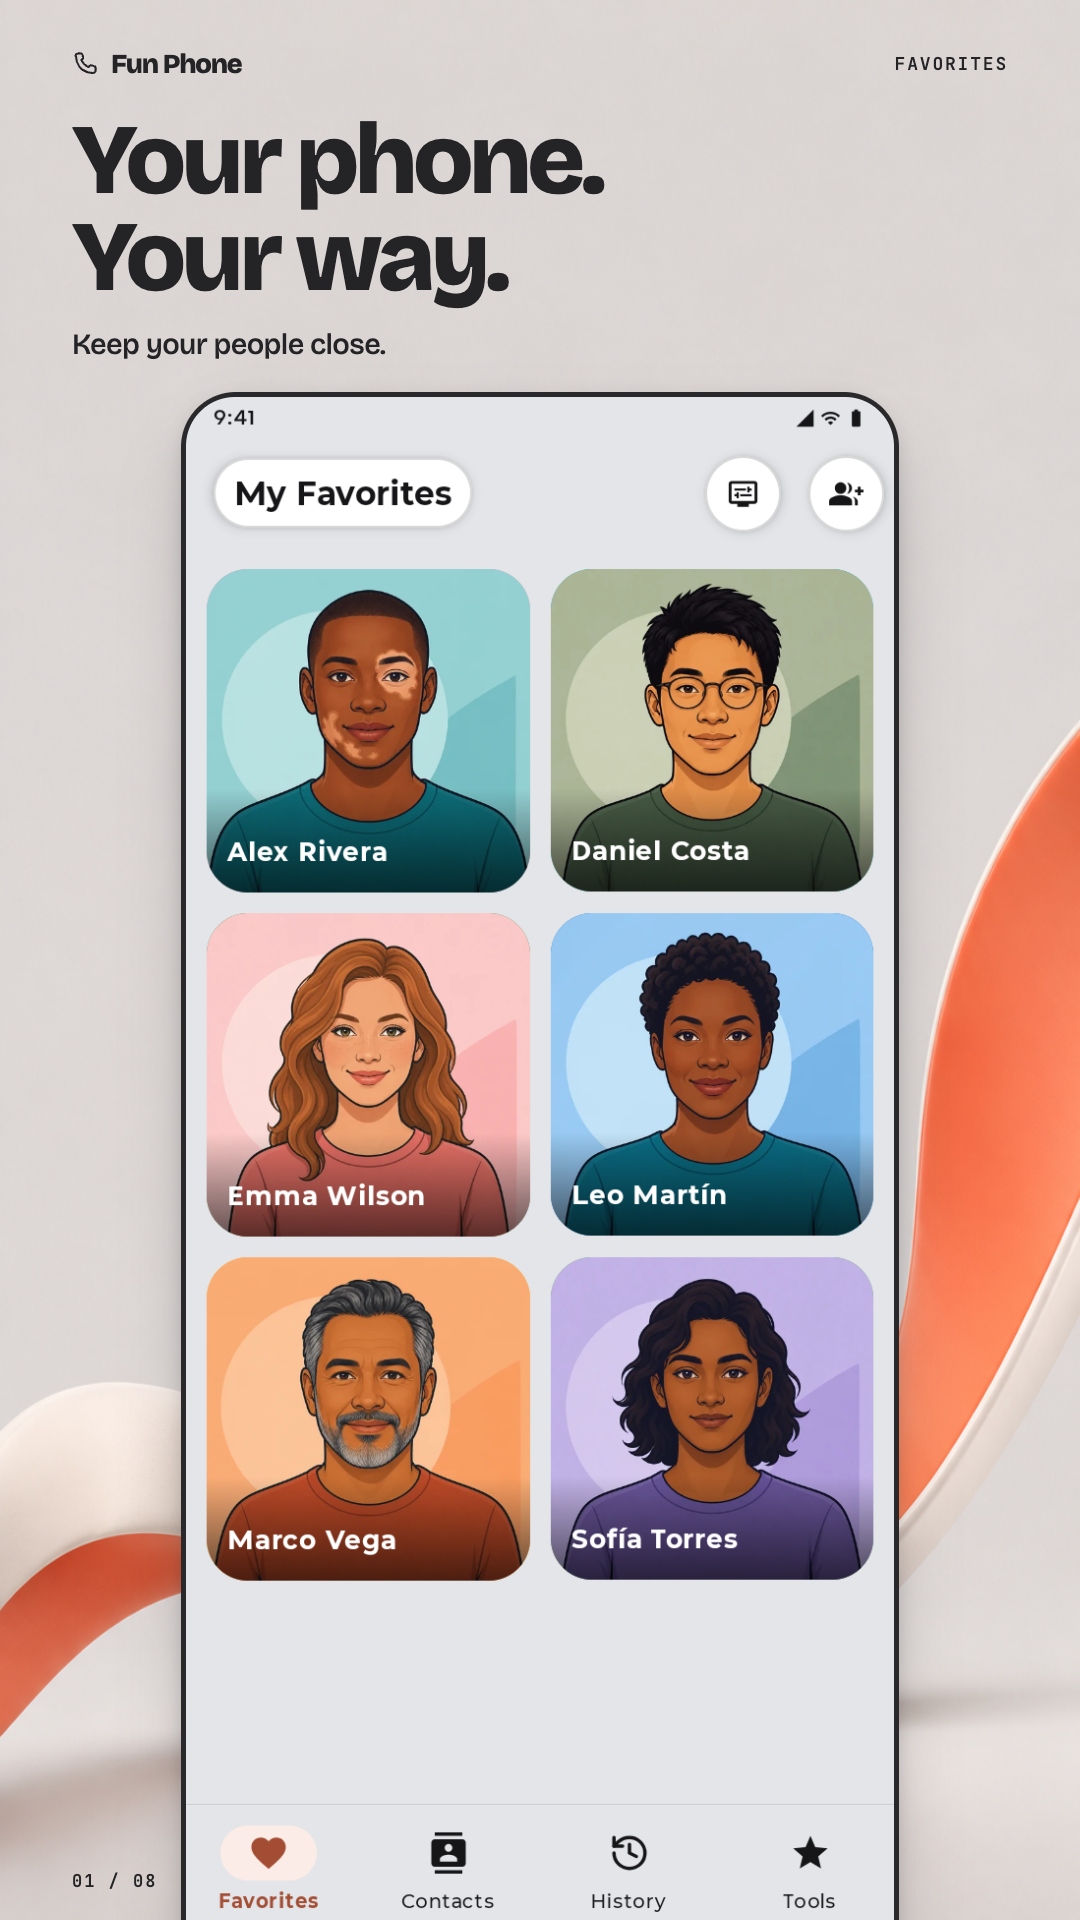 Fun Phone
FAVORITES
Your phone.
Your way.
Keep your people close.
9:41
My Favorites
Alex Rivera
Daniel Costa
Emma Wilson
Leo Martín
Marco Vega
Sofía Torres
01 / 08
Favorites
Contacts
History
Tools